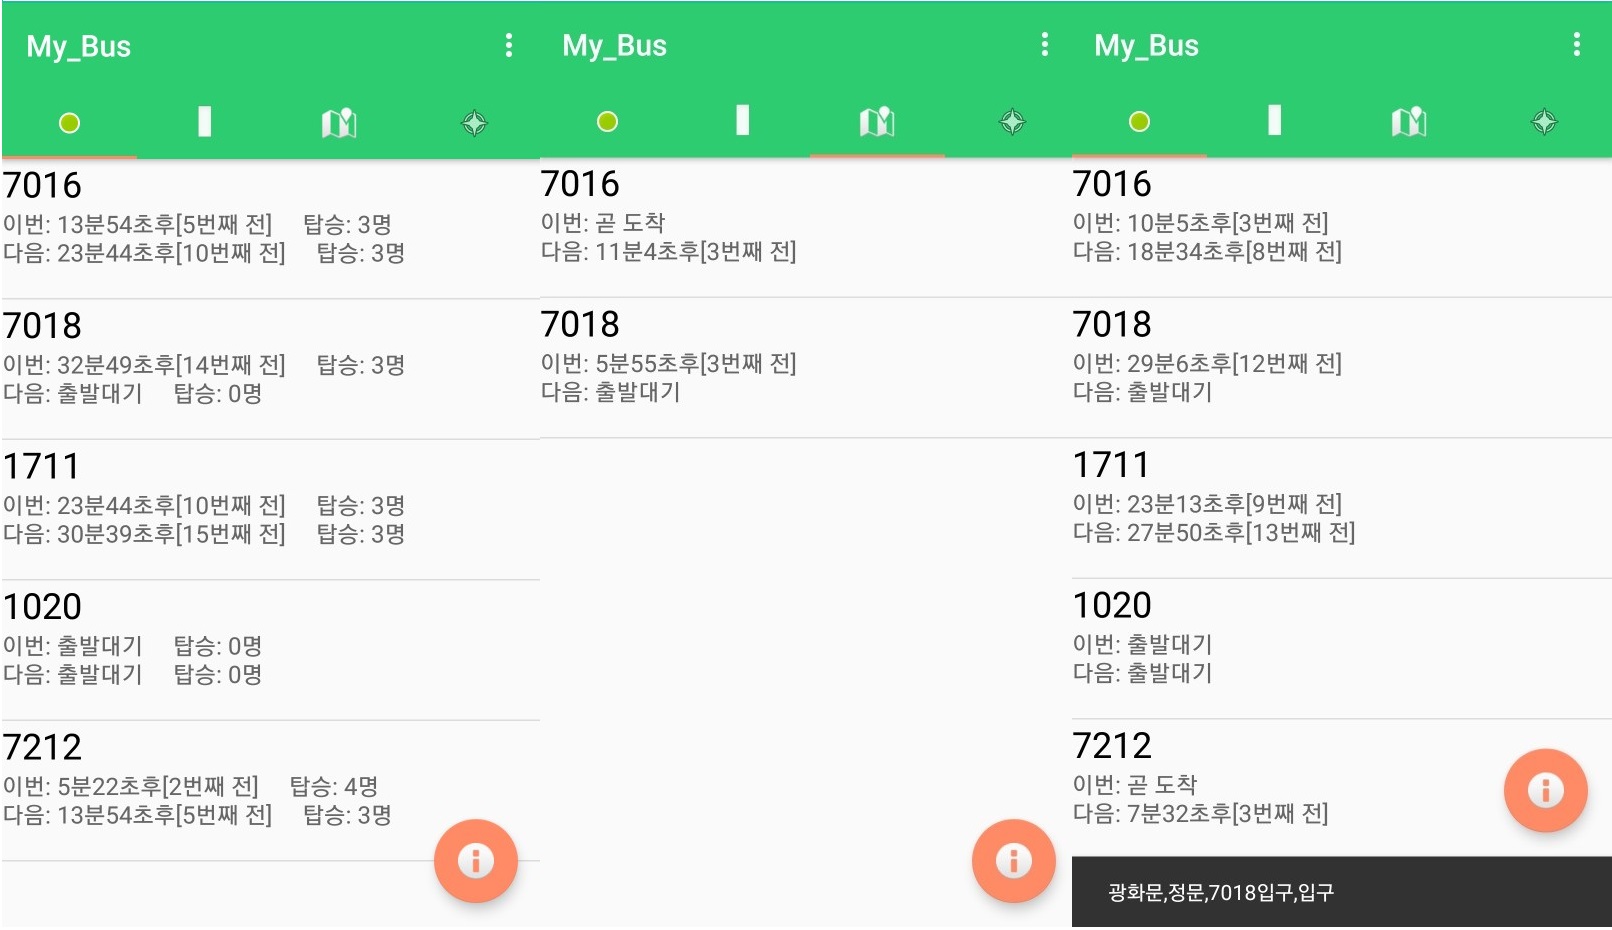 My_Bus
7016
이번: 13분54초후[5번째 전] 탑승: 3명
다음: 23분44초후[10번째 전] 탑승: 3명
7018
이번: 32분49초후[14번째 전] 탑승: 3명
다음: 출발대기 탑승: 0명
1711
이번: 23분44초후[10번째 전] 탑승: 3명
다음: 30분39초후[15번째 전] 탑승: 3명
1020
이번: 출발대기 탑승: 0명
다음: 출발대기 탑승: 0명
7212
이번: 5분22초후[2번째 전] 탑승: 4명
다음: 13분54초후[5번째 전] 탑승: 3명
My_Bus
7016
이번: 곧 도착
다음: 11분4초후[3번째 전]
7018
이번: 5분55초후[3번째 전]
다음: 출발대기
My_Bus
7016
이번: 10분5초후[3번째 전]
다음: 18분34초후[8번째 전]
7018
이번: 29분6초후[12번째 전]
다음: 출발대기
1711
이번: 23분13초후[9번째 전]
다음: 27분50초후[13번째 전]
1020
이번: 출발대기
다음: 출발대기
7212
이번: 곧 도착
다음: 7분32초후[3번째 전]
광화문,정문,7018입구,입구